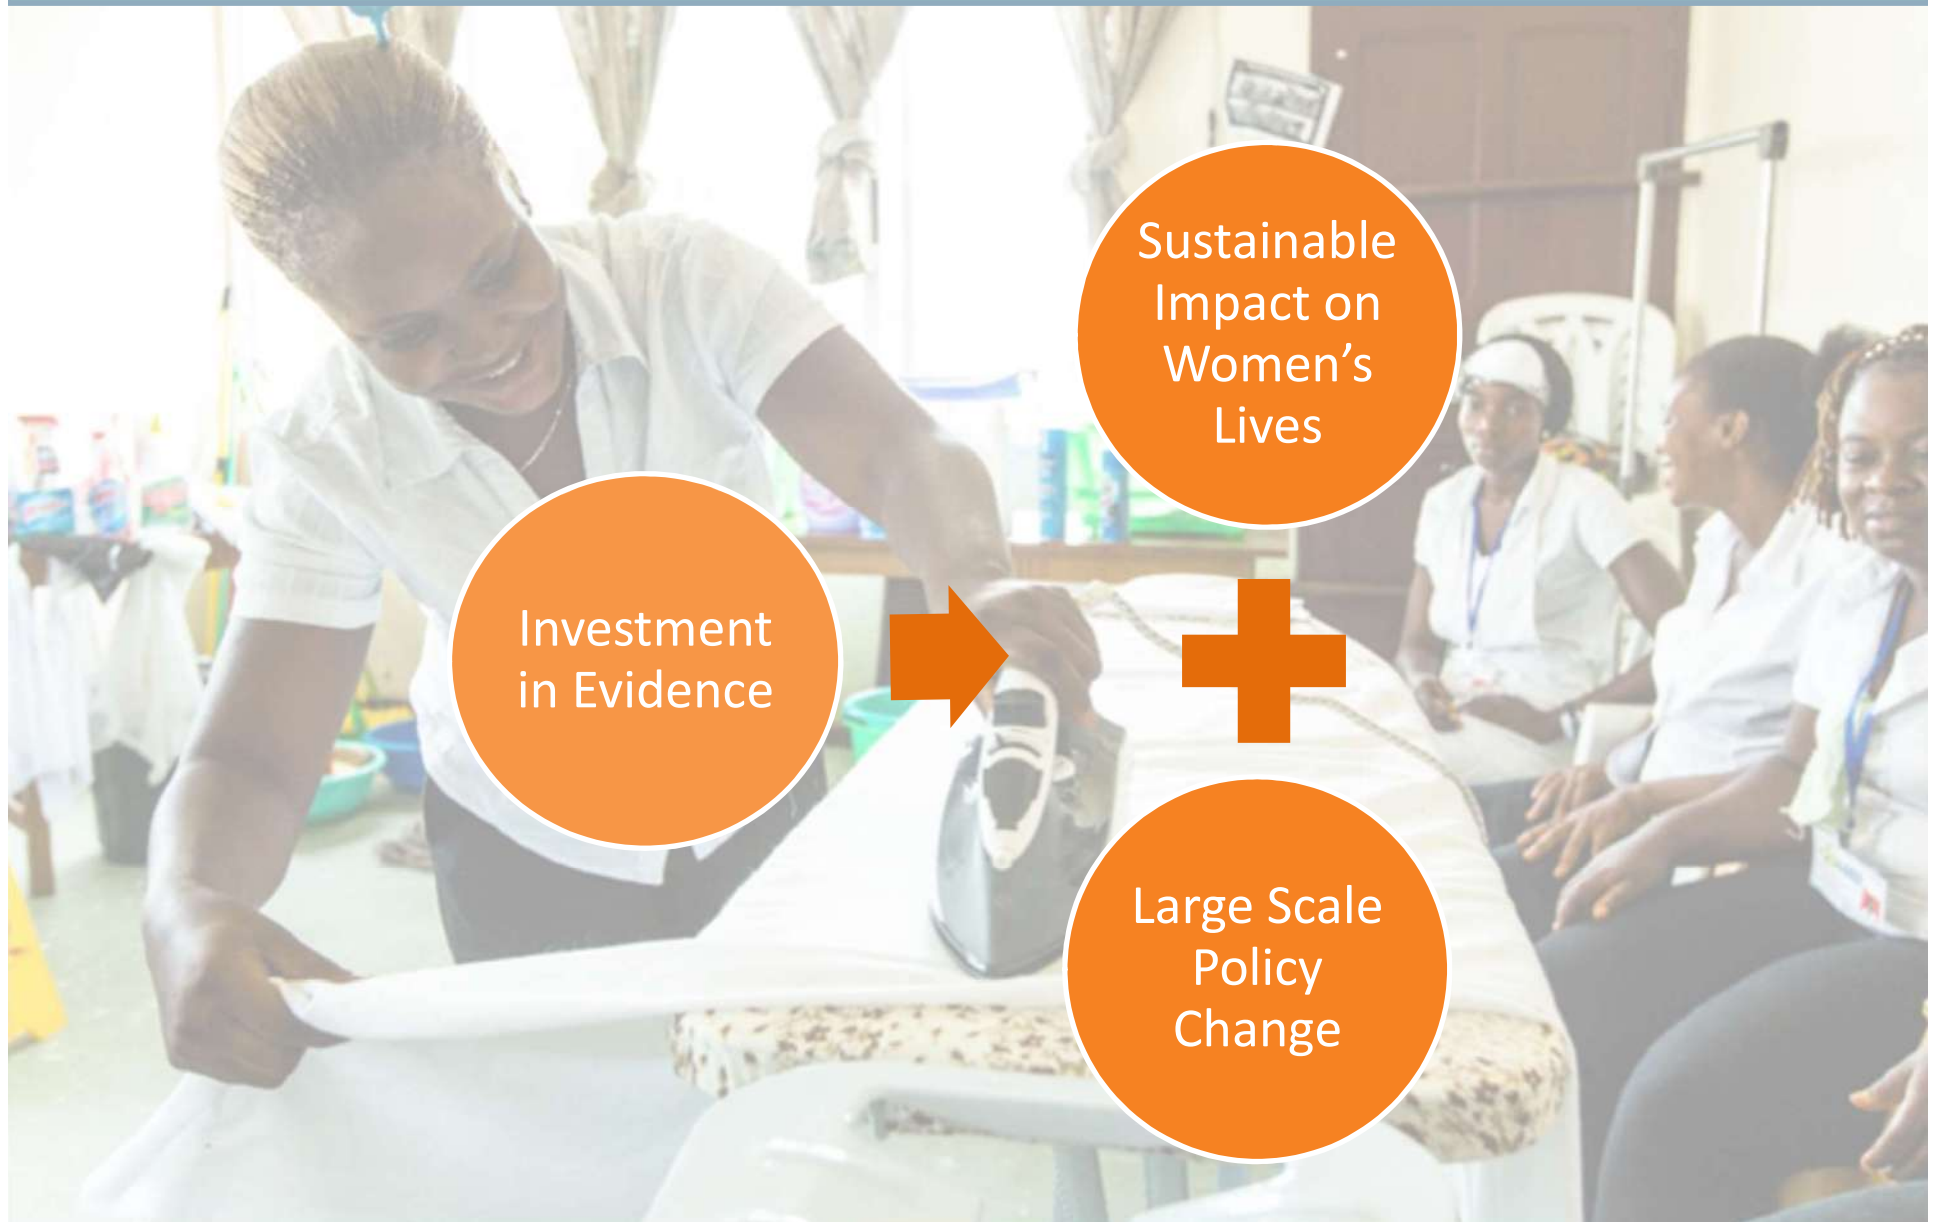 Sustainable
Impact on
Women’s
Lives
Investment
in Evidence
Large Scale
Policy
Change